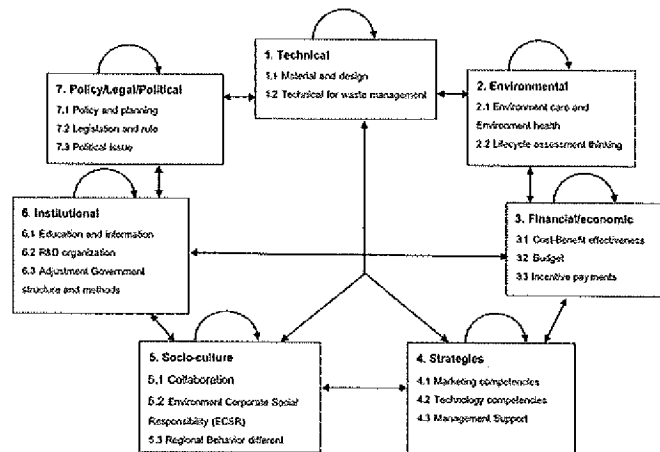 1. Technical
1.1 Material and design
1.2 Technical for waste management
2. Environmental
2.1 Environment care and
Environment health
2.2 Lifecycle assessment thinking
3. Financial/economic
3.1 Cost-Benefit effectiveness
3.2 Budget
3.3 Incentive payments
4. Strategies
4.1 Marketing competencies
4.2 Technology competencies
4.3 Management Support
5. Socio-culture
5.1 Collaboration
5.2 Environment Corporate Social
Responsibility (ECSR)
5.3 Regional Behavior different
6. Institutional
6.1 Education and information
6.2 R&D organization
6.3 Adjustment Government
structure and methods
7. Policy/Legal/Political
7.1 Policy and planning
7.2 Legislation and rule
7.3 Political issue